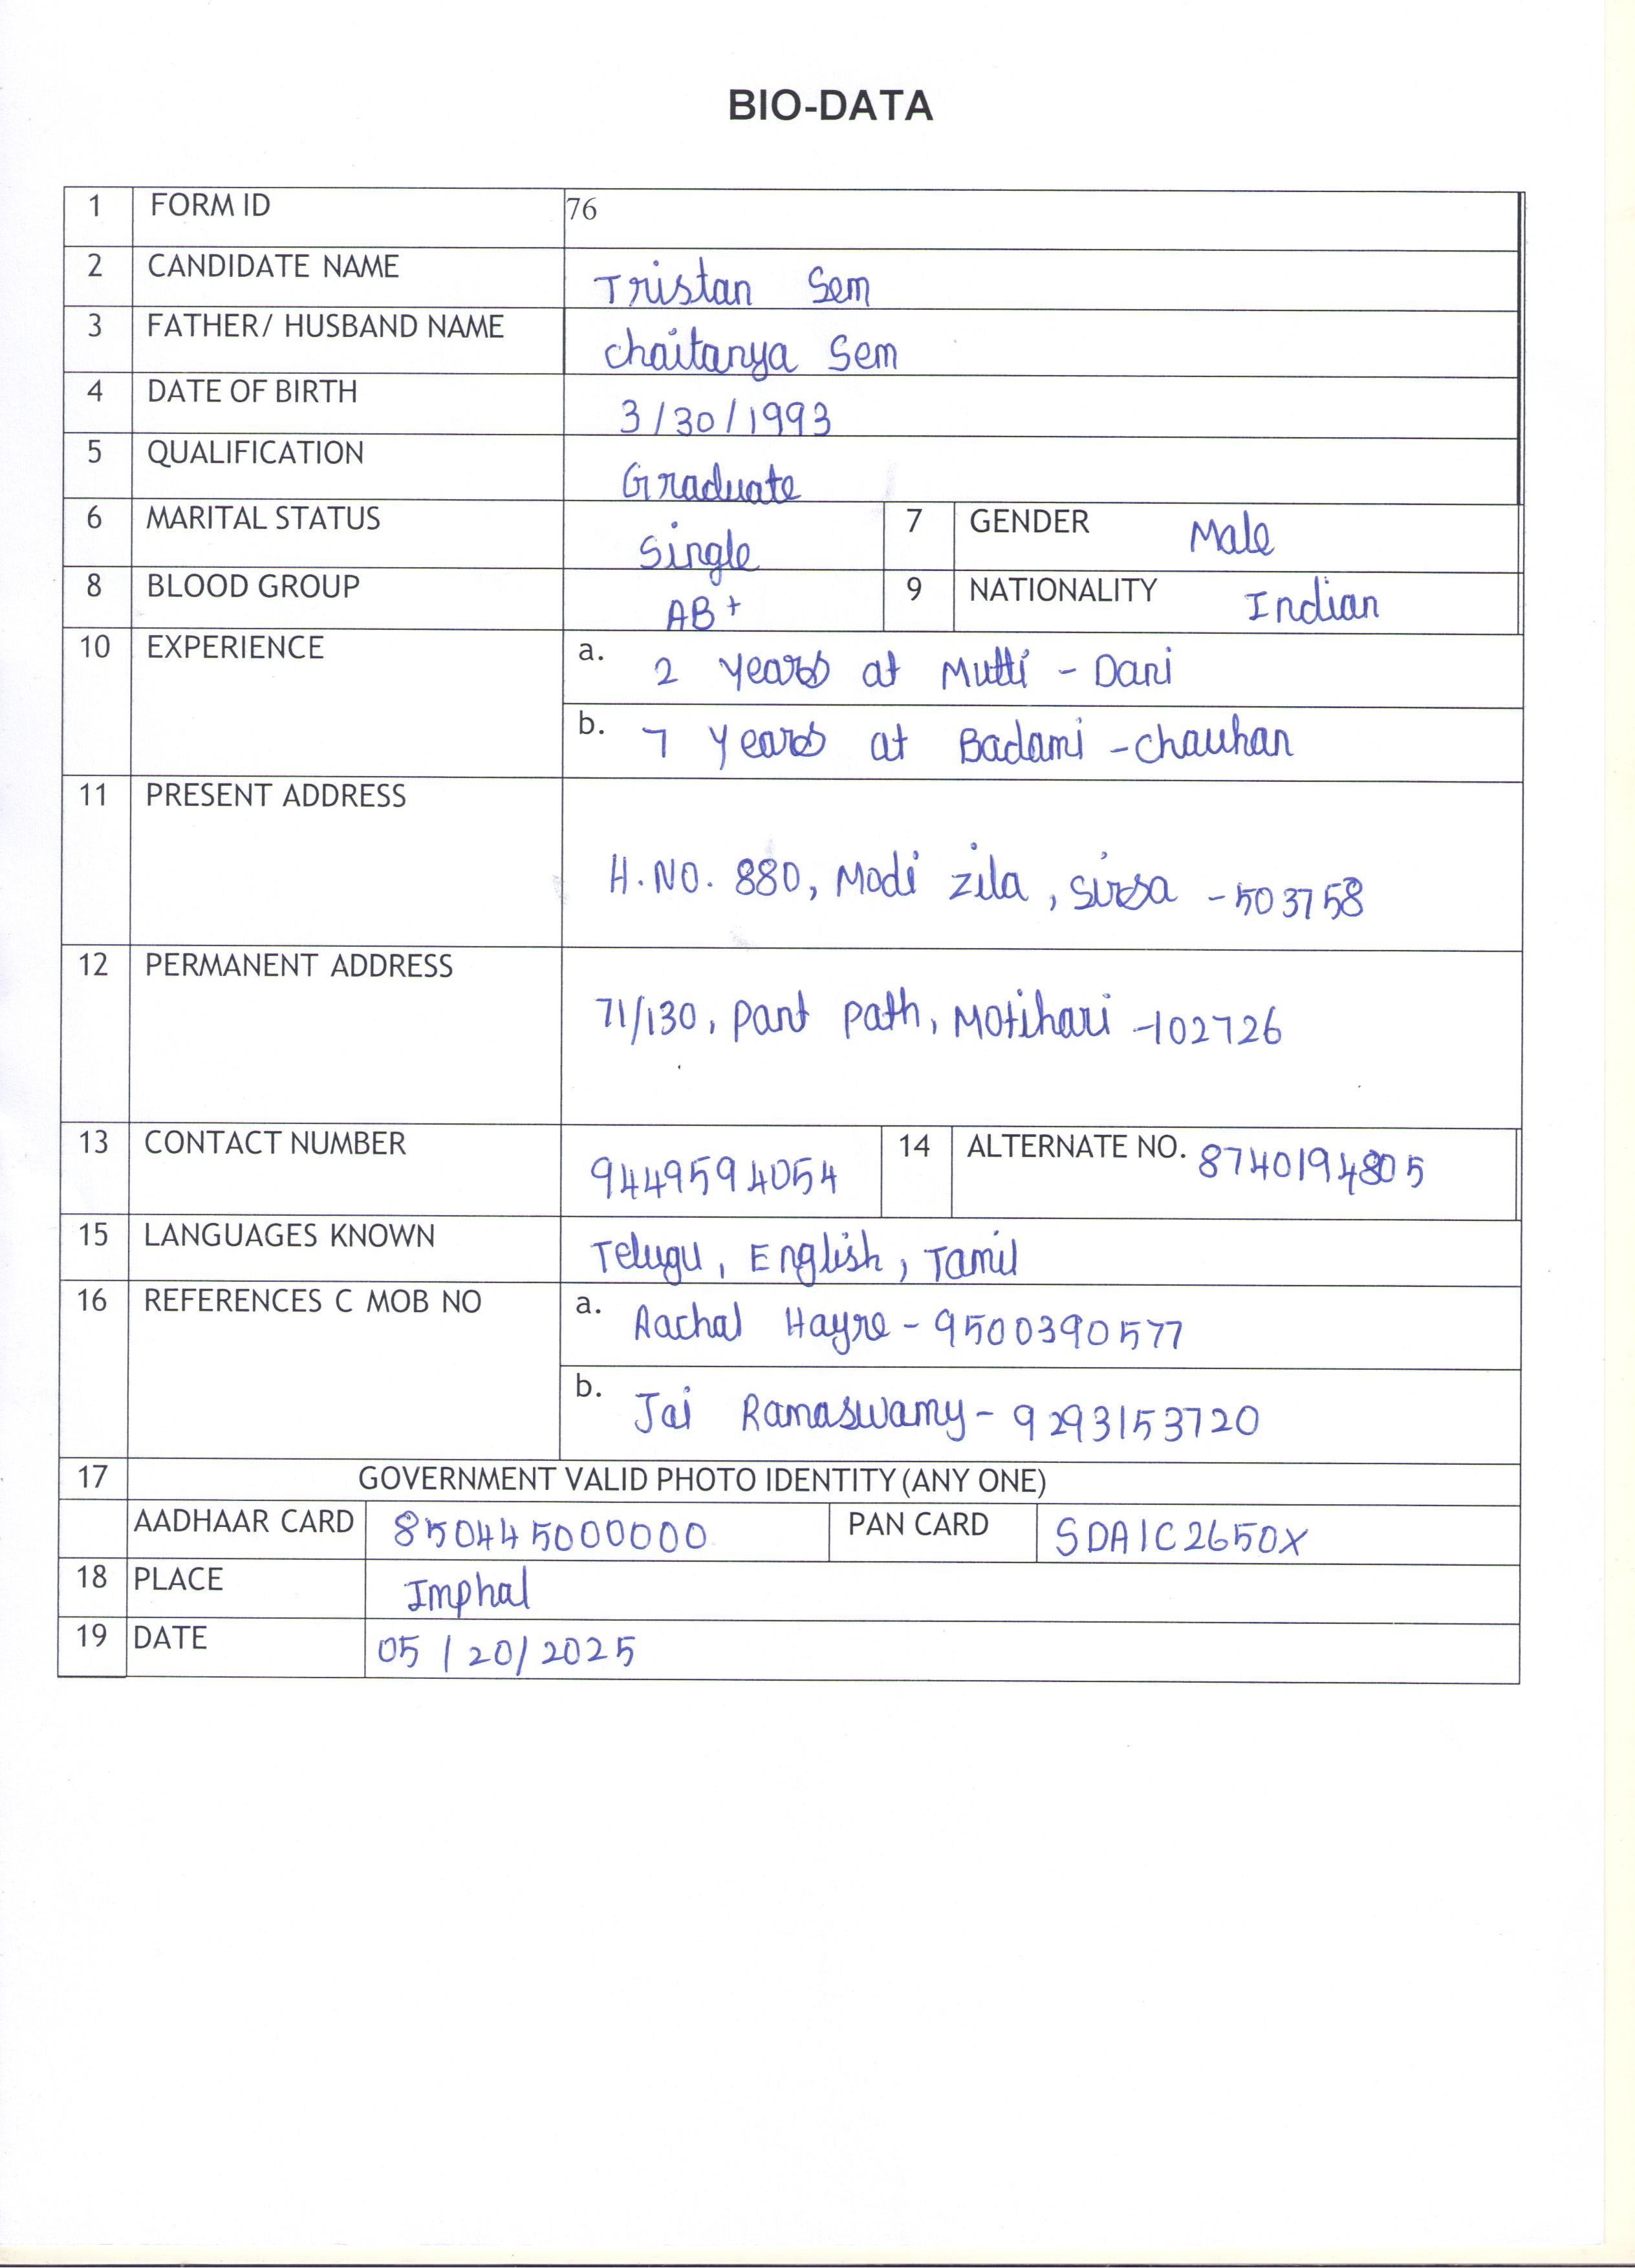 BIO-DATA
1 FORM ID 76
2 CANDIDATE NAME Tristan Sem
3 FATHER/ HUSBAND NAME Chaitanya Sem
4 DATE OF BIRTH 3/30/1993
5 QUALIFICATION Graduate
6 MARITAL STATUS Single 7 GENDER Male
8 BLOOD GROUP AB+ 9 NATIONALITY Indian
10 EXPERIENCE a. 2 years at Mutti - Dani
b. 7 years at Badami - Chauhan
11 PRESENT ADDRESS
H.NO. 880, Modi Zila, Sirsa - 503758
12 PERMANENT ADDRESS
71/130, Pant Path, Motihari - 102726
13 CONTACT NUMBER 9449594054 14 ALTERNATE NO. 8740194805
15 LANGUAGES KNOWN Telugu, English, Tamil
16 REFERENCES C MOB NO a. Aachal Hayre - 9500390577
b. Jai Ramaswamy - 9293153720
17 GOVERNMENT VALID PHOTO IDENTITY (ANY ONE)
AADHAAR CARD 850445000000 PAN CARD SDAIC2650X
18 PLACE Imphal
19 DATE 05/20/2025